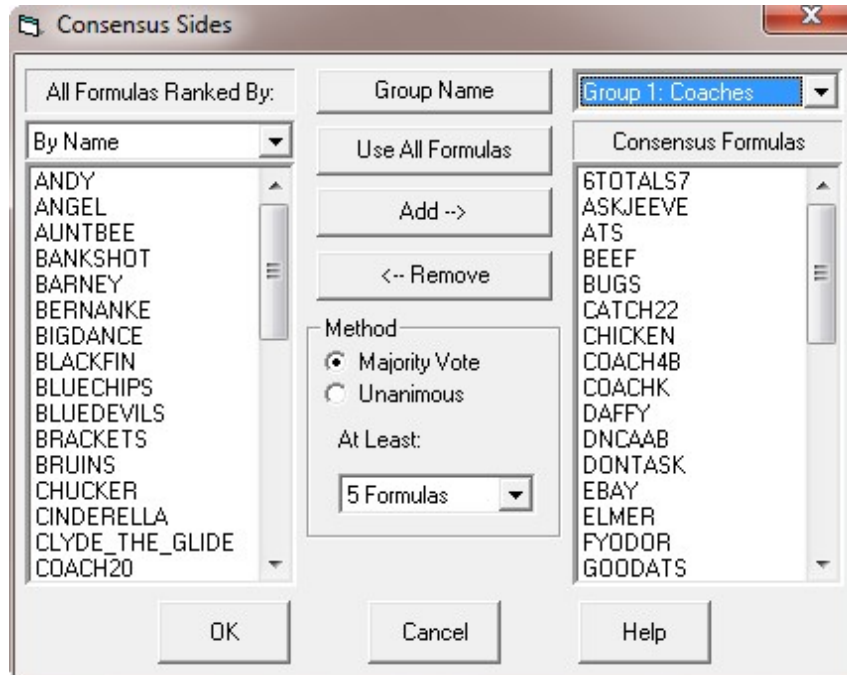 Consensus Sides
x
All Formulas Ranked By:
By Name
ANDY
ANGEL
AUNTBEE
BANKSHOT
BARNEY
BERNANKE
BIGDANCE
BLACKFIN
BLUECHIPS
BLUEDEVILS
BRACKETS
BRUINS
CHUCKER
CINDERELLA
CLYDE_THE_GLIDE
COACH20
Group Name
Use All Formulas
Add -->
<-- Remove
Method
Majority Vote
Unanimous
At Least:
5 Formulas
Group 1: Coaches
Consensus Formulas
6TOTALS7
ASKJEEVE
ATS
BEEF
BUGS
CATCH22
CHICKEN
COACH4B
COACHK
DAFFY
DNCAAB
DONTASK
EBAY
ELMER
FYODOR
GOODATS
OK
Cancel
Help